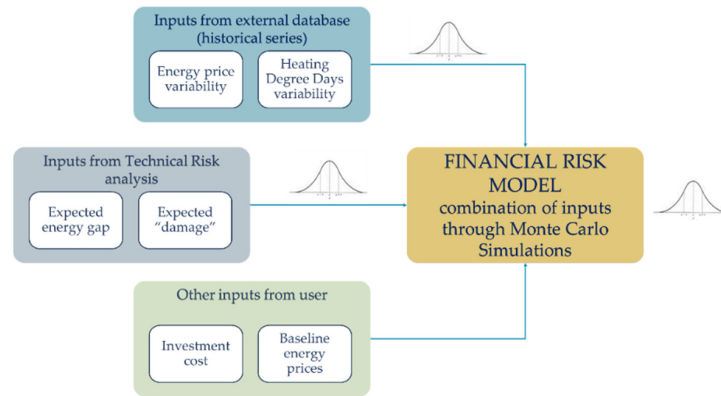 Inputs from external database
(historical series)
Energy price
variability
Heating
Degree Days
variability
Inputs from Technical Risk
analysis
Expected
energy gap
Expected
“damage”
FINANCIAL RISK
MODEL
combination of inputs
through Monte Carlo
Simulations
Other inputs from user
Investment
cost
Baseline
energy
prices